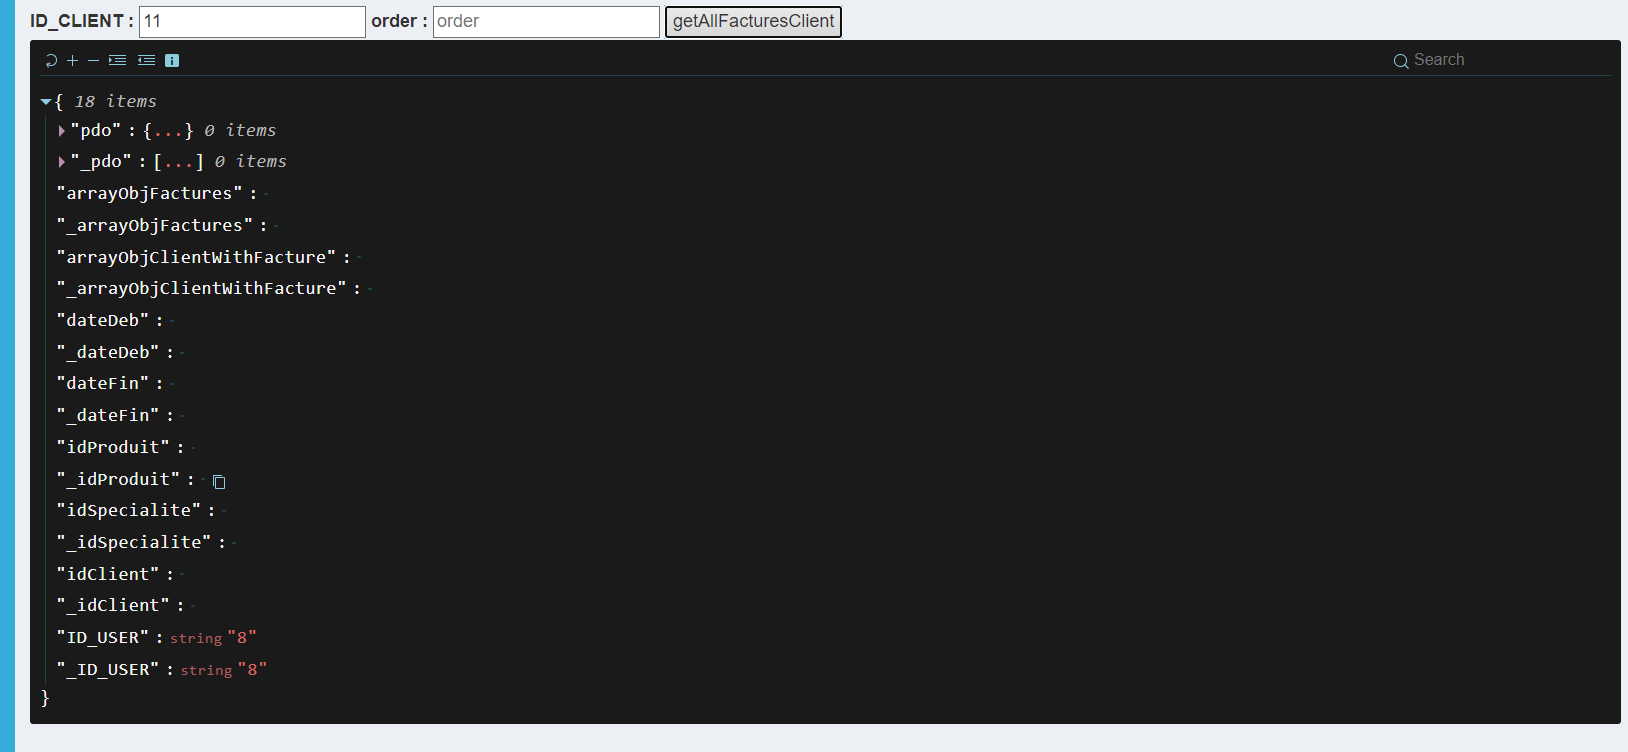 ID_CLIENT : 11 order : order getAllFacturesClient
Search
{ 18 items
"pdo" : {...} 0 items
"_pdo" : [...] 0 items
"arrayObjFactures" : -
"_arrayObjFactures" : -
"arrayObjClientWithFacture" : -
"_arrayObjClientWithFacture" : -
"dateDeb" : -
"_dateDeb" : -
"dateFin" : -
"_dateFin" : -
"idProduit" : -
"_idProduit" : -
"idSpecialite" : -
"_idSpecialite" : -
"idClient" : -
"_idClient" : -
"ID_USER" : string "8"
"_ID_USER" : string "8"
}